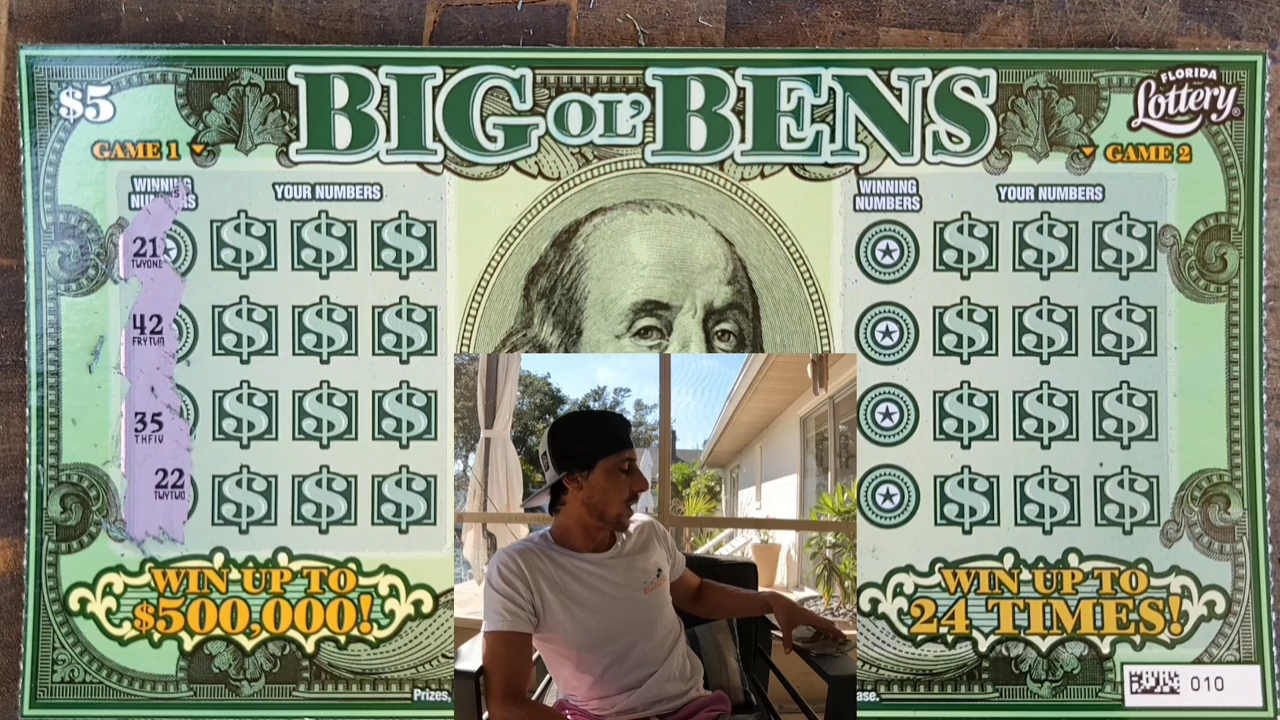 BIG OL' BENS
$5
FLORIDA
Lottery
GAME 1
GAME 2
WINNING
NUMBERS
YOUR NUMBERS
WINNING
NUMBERS
YOUR NUMBERS
21
TWYONE
42
FRYTWO
35
THFIV
22
TWYTWO
WIN UP TO
$500,000!
WIN UP TO
24 TIMES!
Prizes,
010